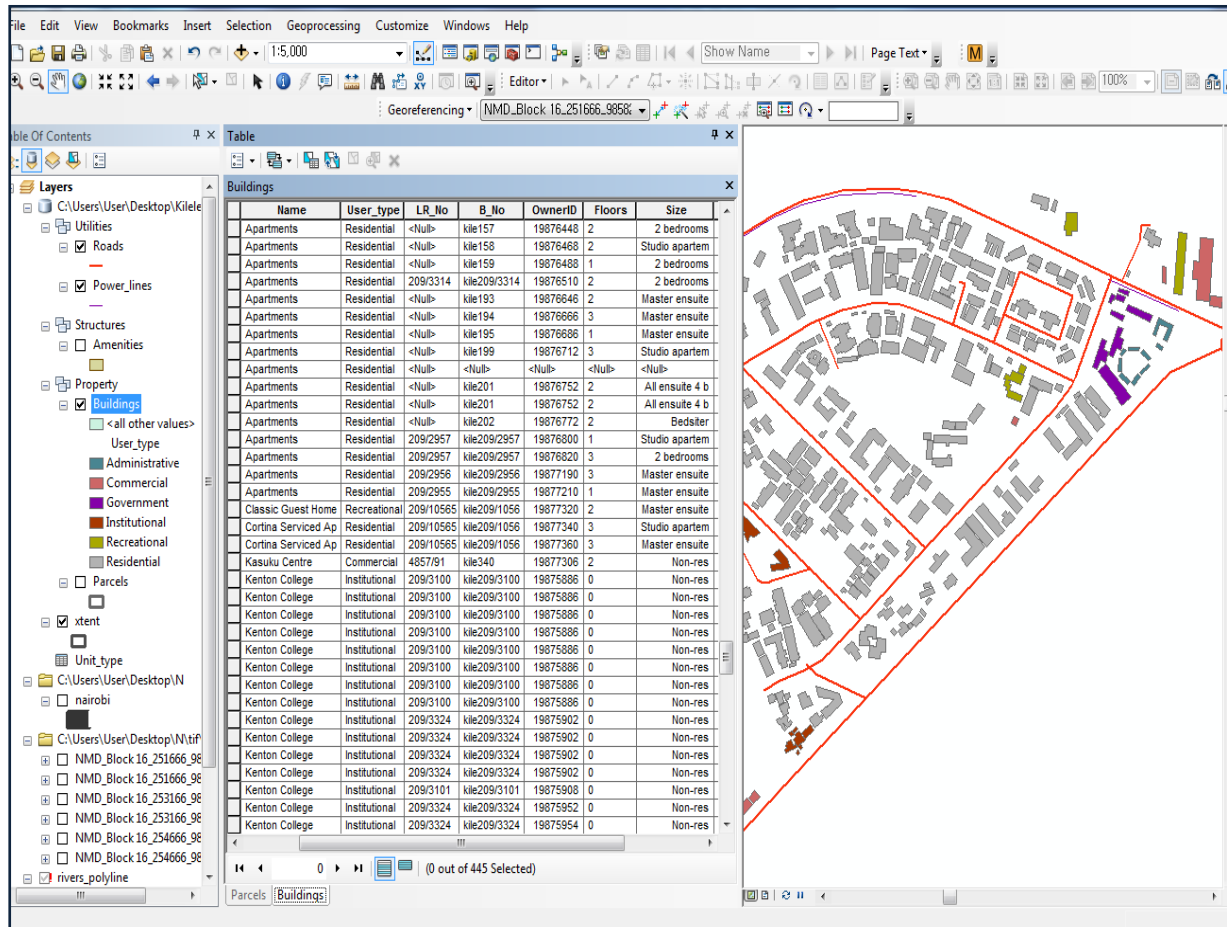 File Edit View Bookmarks Insert Selection Geoprocessing Customize Windows Help
1:5,000 Show Name Page Text M
Editor 100%
Georeferencing NMD_Block 16_251666_9858
Table Of Contents
Layers
C:\Users\User\Desktop\Kilele
Utilities
Roads
Power_lines
Structures
Amenities
Property
Buildings
<all other values>
User_type
Administrative
Commercial
Government
Institutional
Recreational
Residential
Parcels
xtent
Unit_type
C:\Users\User\Desktop\N
nairobi
C:\Users\User\Desktop\N\tif
NMD_Block 16_251666_98
NMD_Block 16_251666_98
NMD_Block 16_253166_98
NMD_Block 16_253166_98
NMD_Block 16_254666_98
NMD_Block 16_254666_98
rivers_polyline
Table
Buildings
Name User_type LR_No B_No OwnerID Floors Size
Apartments Residential <Null> kile157 19876448 2 2 bedrooms
Apartments Residential <Null> kile158 19876468 2 Studio apartem
Apartments Residential <Null> kile159 19876488 1 2 bedrooms
Apartments Residential 209/3314 kile209/3314 19876510 2 2 bedrooms
Apartments Residential <Null> kile193 19876646 2 Master ensuite
Apartments Residential <Null> kile194 19876666 3 Master ensuite
Apartments Residential <Null> kile195 19876686 1 Master ensuite
Apartments Residential <Null> kile199 19876712 3 Studio apartem
Apartments Residential <Null> <Null> <Null> <Null> <Null>
Apartments Residential <Null> kile201 19876752 2 All ensuite 4 b
Apartments Residential <Null> kile201 19876752 2 All ensuite 4 b
Apartments Residential <Null> kile202 19876772 2 Bedsiter
Apartments Residential 209/2957 kile209/2957 19876800 1 Studio apartem
Apartments Residential 209/2957 kile209/2957 19876820 3 2 bedrooms
Apartments Residential 209/2956 kile209/2956 19877190 3 Master ensuite
Apartments Residential 209/2955 kile209/2955 19877210 1 Master ensuite
Classic Guest Home Recreational 209/10565 kile209/1056 19877320 2 Master ensuite
Cortina Serviced Ap Residential 209/10565 kile209/1056 19877340 3 Studio apartem
Cortina Serviced Ap Residential 209/10565 kile209/1056 19877360 3 Master ensuite
Kasuku Centre Commercial 4857/91 kile340 19877306 2 Non-res
Kenton College Institutional 209/3100 kile209/3100 19875886 0 Non-res
Kenton College Institutional 209/3100 kile209/3100 19875886 0 Non-res
Kenton College Institutional 209/3100 kile209/3100 19875886 0 Non-res
Kenton College Institutional 209/3100 kile209/3100 19875886 0 Non-res
Kenton College Institutional 209/3100 kile209/3100 19875886 0 Non-res
Kenton College Institutional 209/3100 kile209/3100 19875886 0 Non-res
Kenton College Institutional 209/3100 kile209/3100 19875886 0 Non-res
Kenton College Institutional 209/3100 kile209/3100 19875886 0 Non-res
Kenton College Institutional 209/3324 kile209/3324 19875902 0 Non-res
Kenton College Institutional 209/3324 kile209/3324 19875902 0 Non-res
Kenton College Institutional 209/3324 kile209/3324 19875902 0 Non-res
Kenton College Institutional 209/3324 kile209/3324 19875902 0 Non-res
Kenton College Institutional 209/3101 kile209/3101 19875908 0 Non-res
Kenton College Institutional 209/3324 kile209/3324 19875952 0 Non-res
Kenton College Institutional 209/3324 kile209/3324 19875954 0 Non-res
0 (0 out of 445 Selected)
Parcels Buildings